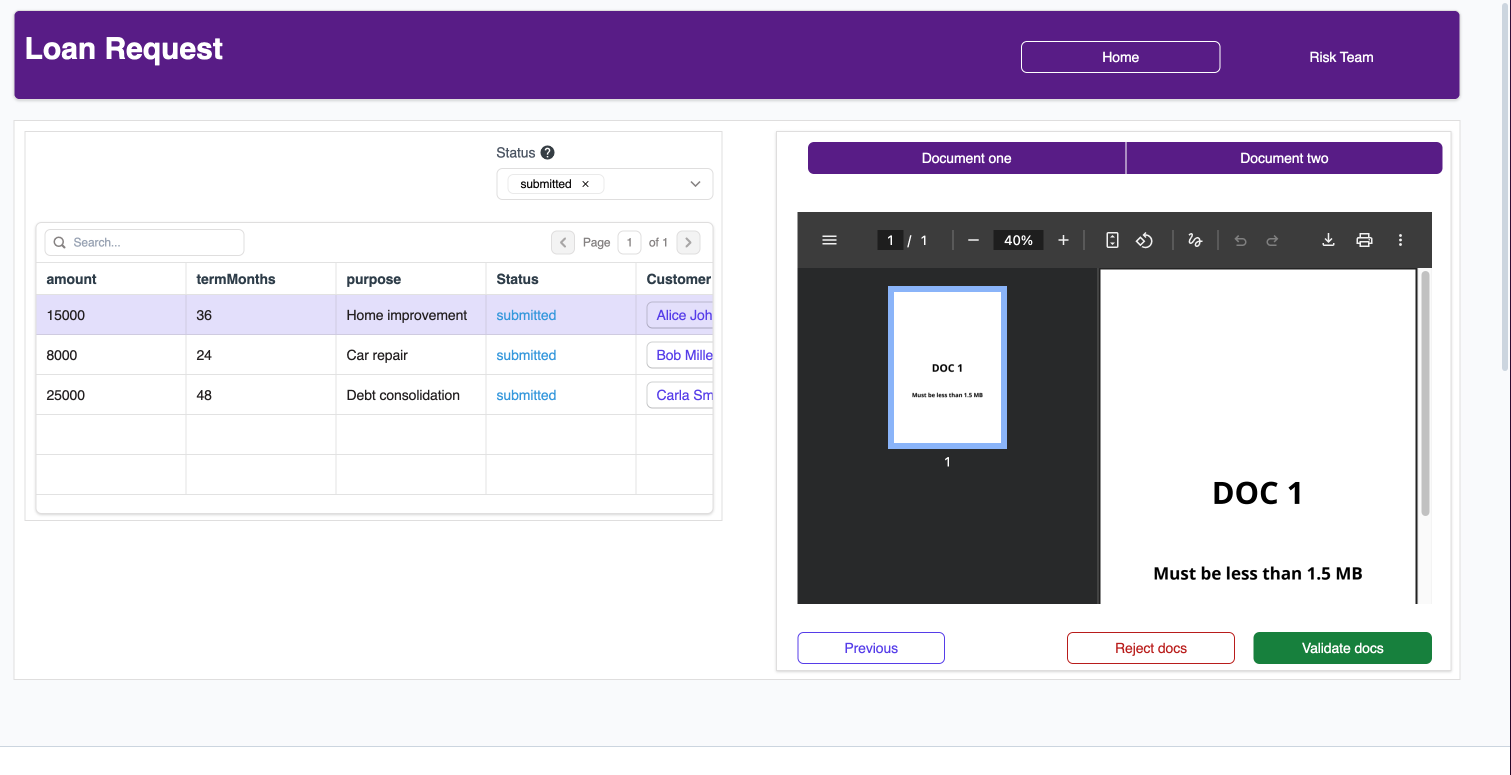 Loan Request
Home
Risk Team
Status ?
submitted ×
Search...
Page 1 of 1
amount termMonths purpose Status Customer
15000 36 Home improvement submitted Alice Joh
8000 24 Car repair submitted Bob Mille
25000 48 Debt consolidation submitted Carla Sm
Document one
Document two
1 / 1
40%
DOC 1
Must be less than 1.5 MB
1
DOC 1
Must be less than 1.5 MB
Previous
Reject docs
Validate docs